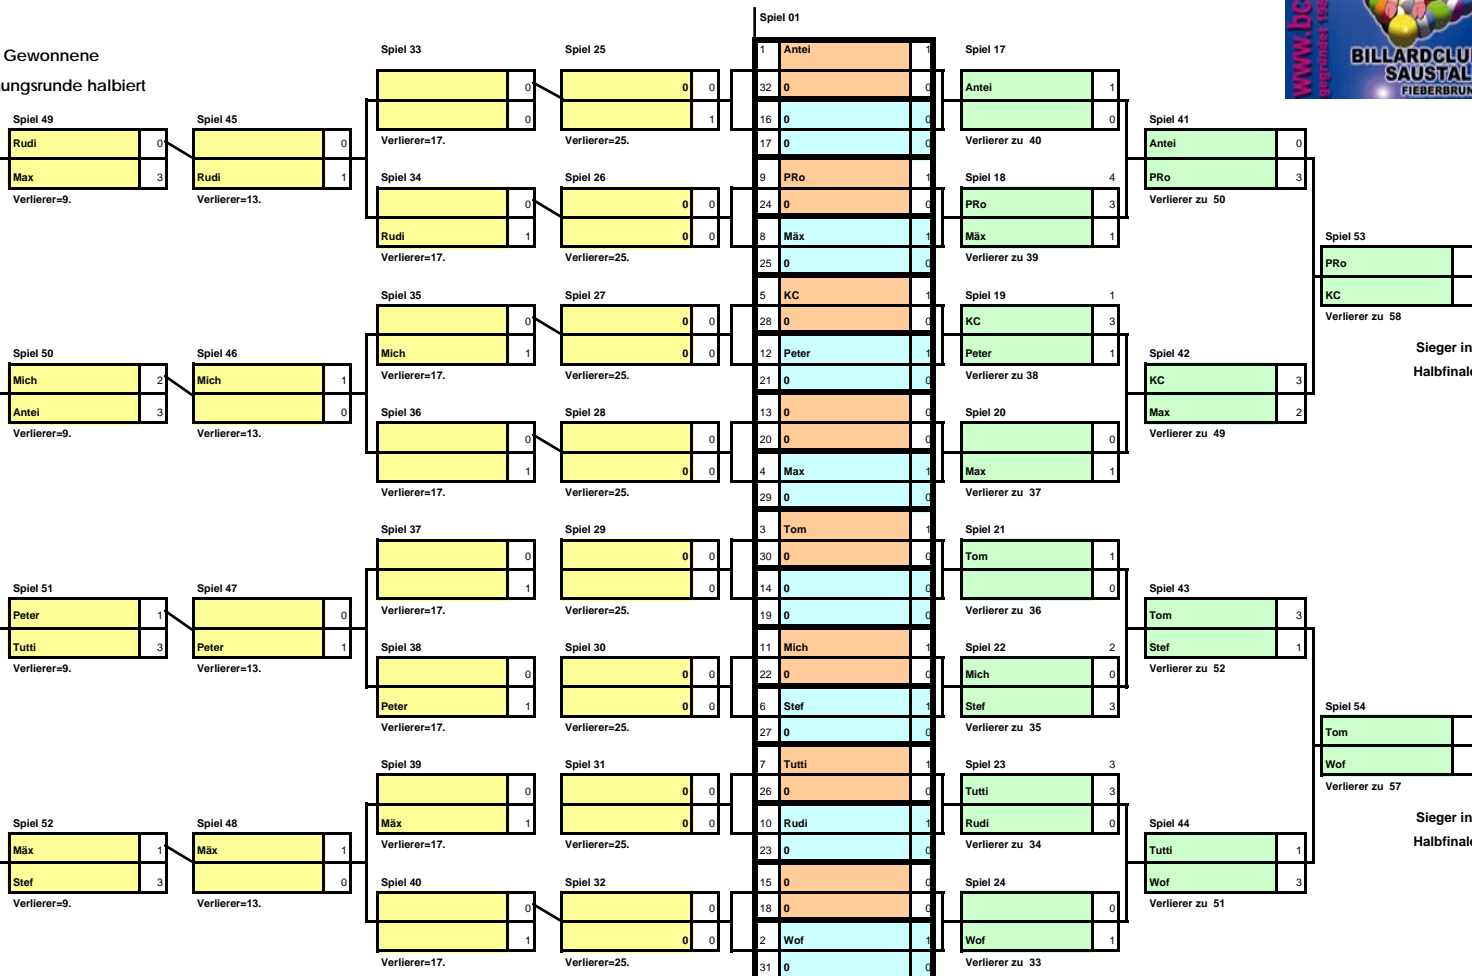 Gewonnene
ungsrunde halbiert
Spiel 49
Rudi 0
Max 3
Verlierer=9.
Spiel 50
Mich 2
Antei 3
Verlierer=9.
Spiel 51
Peter 1
Tutti 3
Verlierer=9.
Spiel 52
Mäx 1
Stef 3
Verlierer=9.
Spiel 45
0
Rudi 1
Verlierer=13.
Spiel 46
Mich 1
0
Verlierer=13.
Spiel 47
0
Peter 1
Verlierer=13.
Spiel 48
Mäx 1
0
Verlierer=13.
Spiel 33
0
0
Verlierer=17.
Spiel 34
0
Rudi 1
Verlierer=17.
Spiel 35
0
Mich 1
Verlierer=17.
Spiel 36
0
1
Verlierer=17.
Spiel 37
0
1
Verlierer=17.
Spiel 38
0
Peter 1
Verlierer=17.
Spiel 39
0
Mäx 1
Verlierer=17.
Spiel 40
0
1
Verlierer=17.
Spiel 25
0 0
1
Verlierer=25.
Spiel 26
0 0
0 0
Verlierer=25.
Spiel 27
0 0
0 0
Verlierer=25.
Spiel 28
0
0 0
Verlierer=25.
Spiel 29
0 0
0
Verlierer=25.
Spiel 30
0 0
0 0
Verlierer=25.
Spiel 31
0 0
0 0
Verlierer=25.
Spiel 32
0
0 0
Verlierer=25.
Spiel 01
1 Antei 1
32 0 0
16 0 0
17 0 0
9 PRo 1
24 0 0
8 Mäx 1
25 0 0
5 KC 1
28 0 0
12 Peter 1
21 0 0
13 0 0
20 0 0
4 Max 1
29 0 0
3 Tom 1
30 0 0
14 0 0
19 0 0
11 Mich 1
22 0 0
6 Stef 1
27 0 0
7 Tutti 1
26 0 0
10 Rudi 1
23 0 0
15 0 0
18 0 0
2 Wof 1
31 0 0
Spiel 17
Antei 1
0
Verlierer zu 40
Spiel 18 4
PRo 3
Mäx 1
Verlierer zu 39
Spiel 19 1
KC 3
Peter 1
Verlierer zu 38
Spiel 20
0
Max 1
Verlierer zu 37
Spiel 21
Tom 1
0
Verlierer zu 36
Spiel 22 2
Mich 0
Stef 3
Verlierer zu 35
Spiel 23 3
Tutti 3
Rudi 0
Verlierer zu 34
Spiel 24
0
Wof 1
Verlierer zu 33
Spiel 41
Antei 0
PRo 3
Verlierer zu 50
Spiel 42
KC 3
Max 2
Verlierer zu 49
Spiel 43
Tom 3
Stef 1
Verlierer zu 52
Spiel 44
Tutti 1
Wof 3
Verlierer zu 51
Spiel 53
PRo
KC
Verlierer zu 58
Sieger in
Halbfinale
Spiel 54
Tom
Wof
Verlierer zu 57
Sieger in
Halbfinale
www.bc
gegründet 198
BILLARDCLU
SAUSTAL
FIEBERBRUN